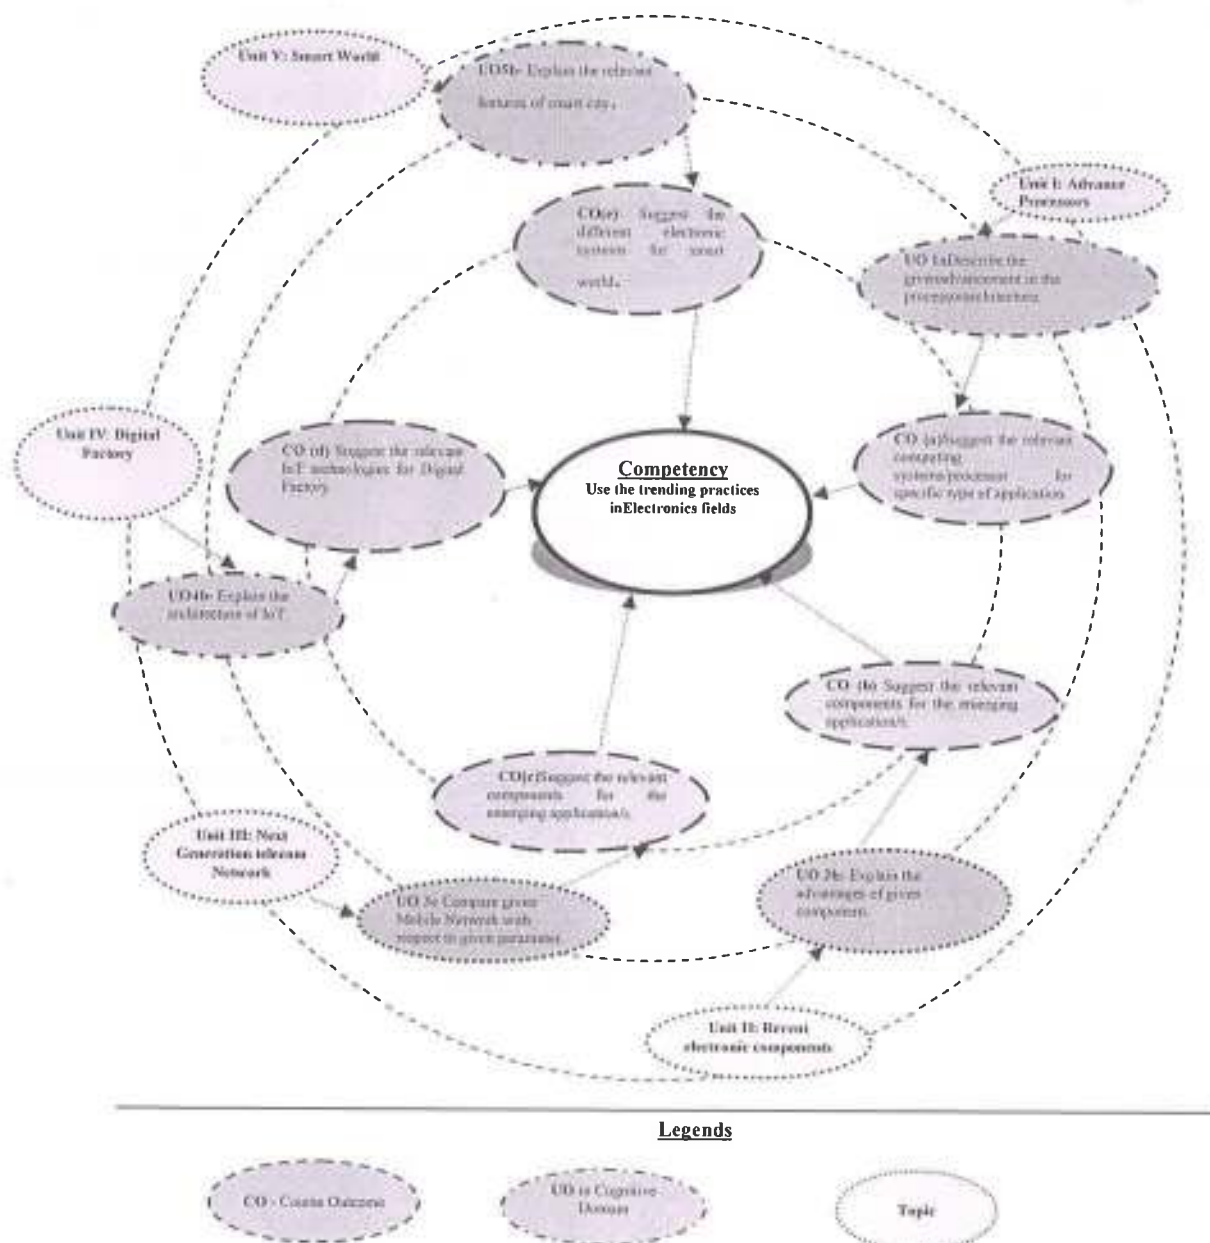 Unit V: Smart World
UO5b- Explain the relevant
features of smart city.
Unit I: Advance
Processors
CO(e) Suggest the
different electronic
systems for smart
world.
UO 1a Describe the
given advancement in the
processor architecture
Unit IV: Digital
Factory
CO (d) Suggest the relevant
IoT technologies for Digital
Factory.
Competency
Use the trending practices
inElectronics fields
CO (a)Suggest the relevant
computing
systems/processor for
specific type of application.
UO4b- Explain the
architecture of IoT.
CO (b) Suggest the relevant
components for the emerging
application/s.
CO(c)Suggest the relevant
components for the
emerging application/s.
Unit III: Next
Generation telecom
Network
UO 3c Compare given
Mobile Network with
respect to given parameter.
UO 2b- Explain the
advantages of given
component.
Unit II: Recent
electronic components
Legends
CO - Course Outcome
UO in Cognitive
Domain
Topic